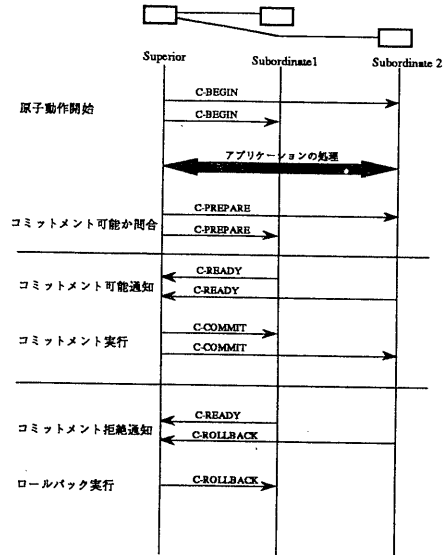 Superior
Subordinate1
Subordinate 2
C-BEGIN
原子動作開始
C-BEGIN
アプリケーションの処理
C-PREPARE
コミットメント可能か問合
C-PREPARE
C-READY
コミットメント可能通知
C-READY
C-COMMIT
コミットメント実行
C-COMMIT
C-READY
コミットメント拒絶通知
C-ROLLBACK
ロールバック実行
C-ROLLBACK